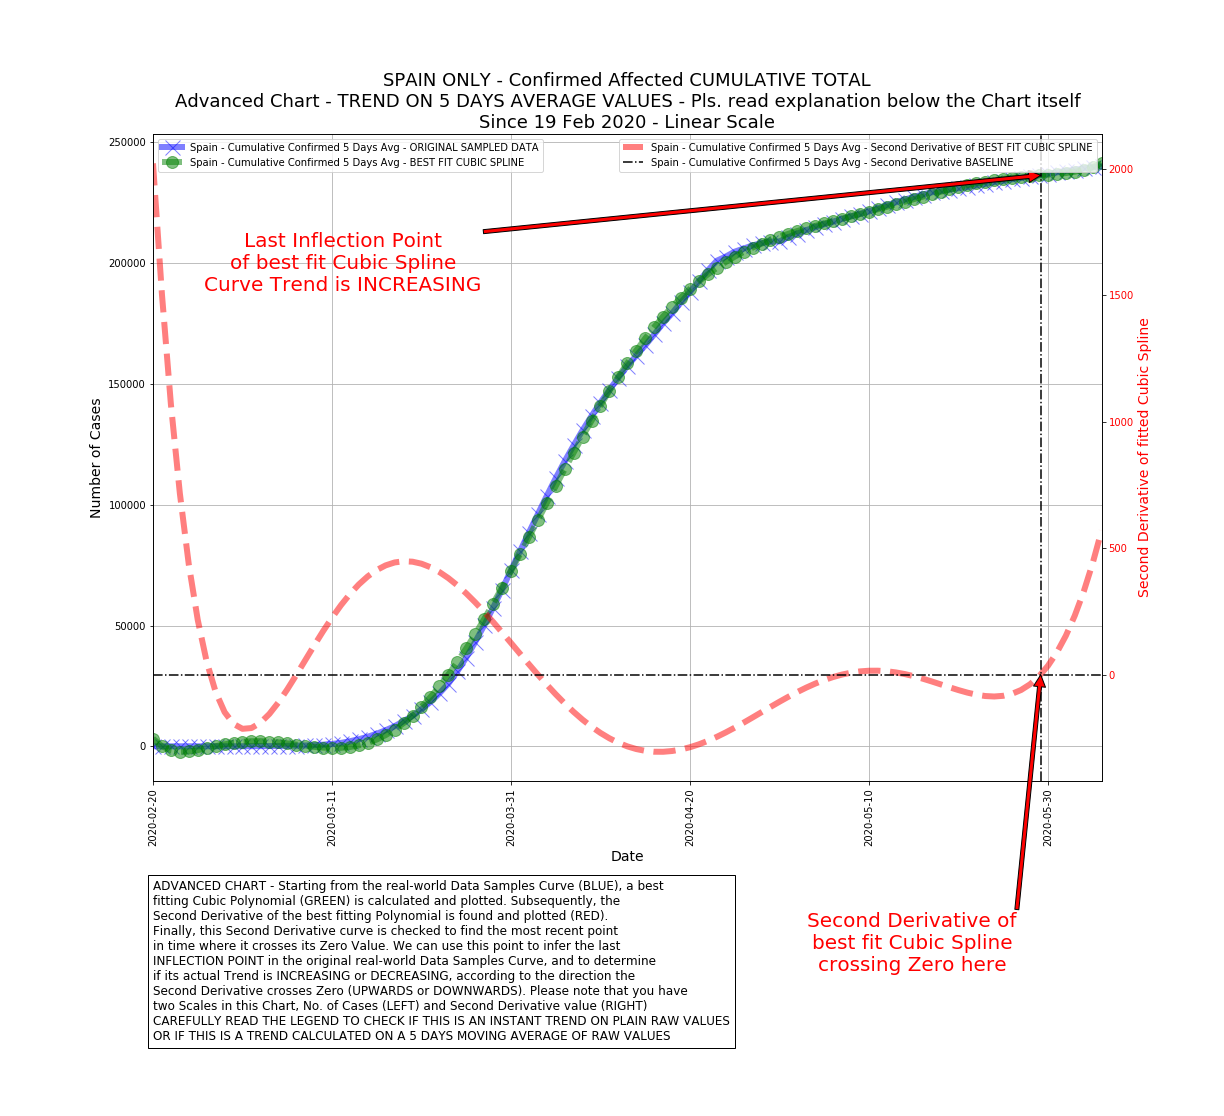 SPAIN ONLY - Confirmed Affected CUMULATIVE TOTAL
Advanced Chart - TREND ON 5 DAYS AVERAGE VALUES - Pls. read explanation below the Chart itself
Since 19 Feb 2020 - Linear Scale
Spain - Cumulative Confirmed 5 Days Avg - ORIGINAL SAMPLED DATA
Spain - Cumulative Confirmed 5 Days Avg - BEST FIT CUBIC SPLINE
Spain - Cumulative Confirmed 5 Days Avg - Second Derivative of BEST FIT CUBIC SPLINE
Spain - Cumulative Confirmed 5 Days Avg - Second Derivative BASELINE
Last Inflection Point
of best fit Cubic Spline
Curve Trend is INCREASING
Number of Cases
250000
200000
150000
100000
50000
0
2000
1500
1000
500
0
Second Derivative of fitted Cubic Spline
2020-02-20
2020-03-11
2020-03-31
2020-04-20
2020-05-10
2020-05-30
Date
ADVANCED CHART - Starting from the real-world Data Samples Curve (BLUE), a best
fitting Cubic Polynomial (GREEN) is calculated and plotted. Subsequently, the
Second Derivative of the best fitting Polynomial is found and plotted (RED).
Finally, this Second Derivative curve is checked to find the most recent point
in time where it crosses its Zero Value. We can use this point to infer the last
INFLECTION POINT in the original real-world Data Samples Curve, and to determine
if its actual Trend is INCREASING or DECREASING, according to the direction the
Second Derivative crosses Zero (UPWARDS or DOWNWARDS). Please note that you have
two Scales in this Chart, No. of Cases (LEFT) and Second Derivative value (RIGHT)
CAREFULLY READ THE LEGEND TO CHECK IF THIS IS AN INSTANT TREND ON PLAIN RAW VALUES
OR IF THIS IS A TREND CALCULATED ON A 5 DAYS MOVING AVERAGE OF RAW VALUES
Second Derivative of
best fit Cubic Spline
crossing Zero here